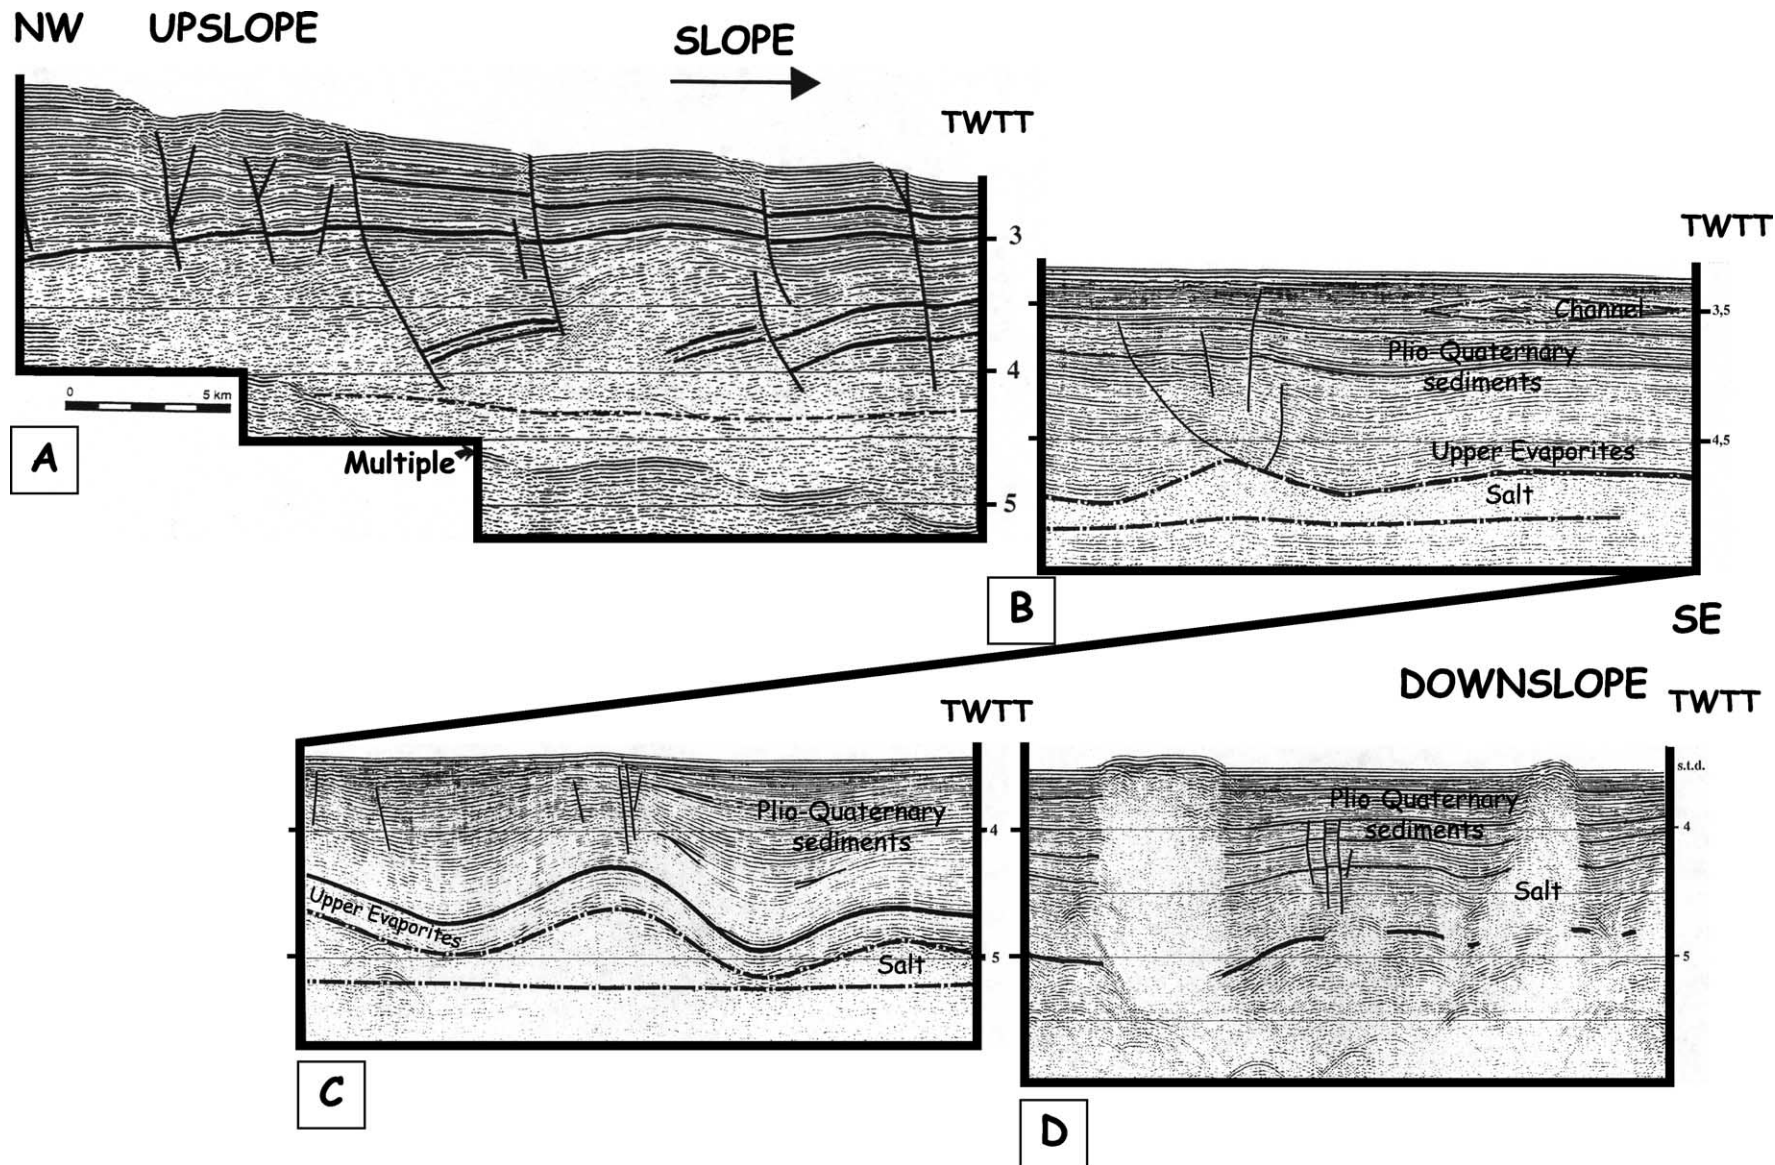 NW UPSLOPE
SLOPE
TWTT
3
4
5
0 5 km
A
Multiple
TWTT
Channel
3,5
Plio-Quaternary
sediments
4,5
Upper Evaporites
Salt
B
SE
DOWNSLOPE
TWTT
TWTT
Plio-Quaternary
sediments
4
Upper Evaporites
Salt
5
C
s.t.d.
Plio-Quaternary
sediments
4
Salt
5
D